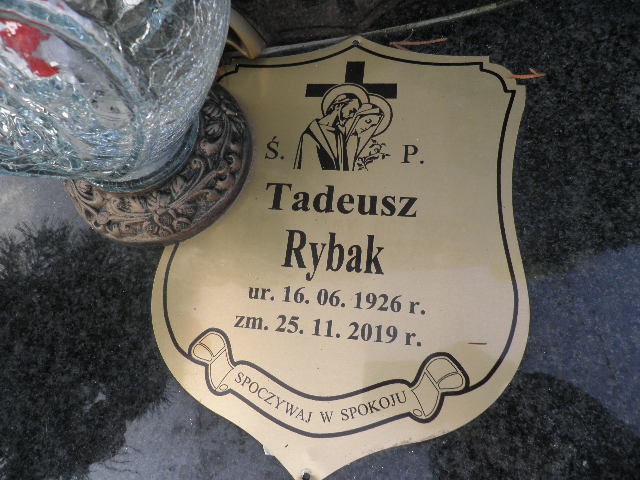 Ś. P.
Tadeusz
Rybak
ur. 16. 06. 1926 r.
zm. 25. 11. 2019 r.
SPOCZYWAJ W SPOKOJU